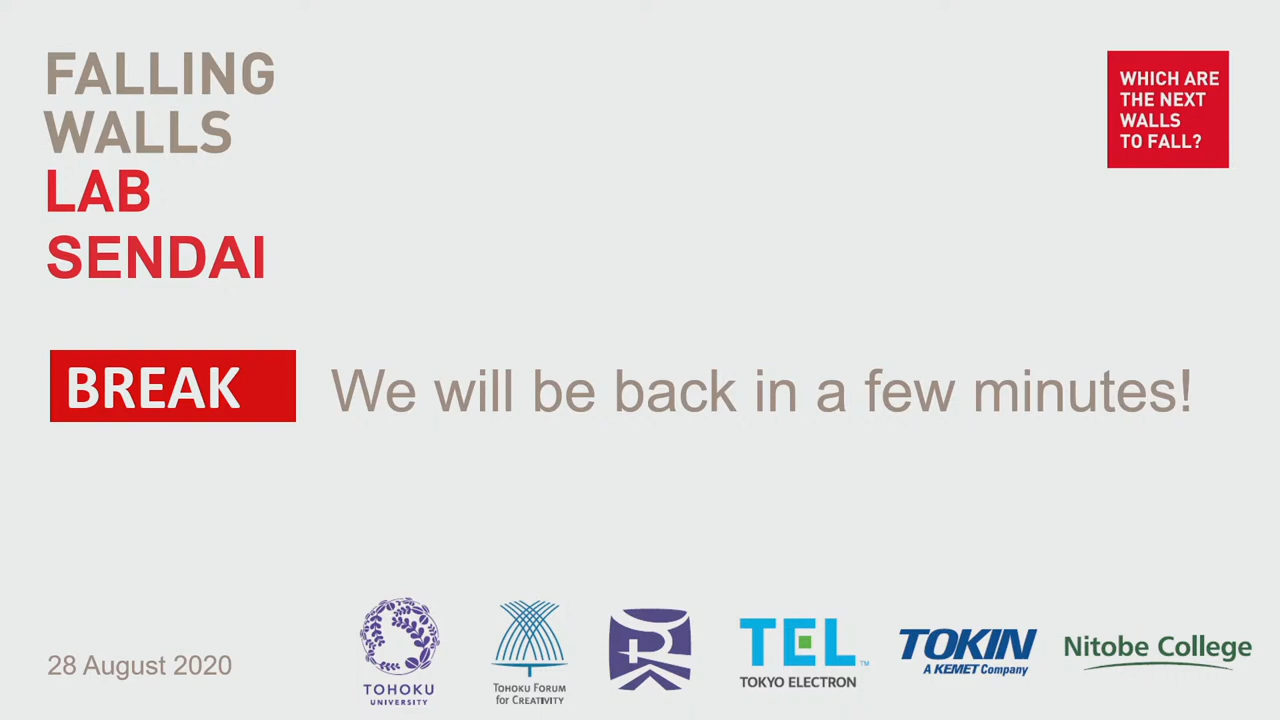 FALLING
WALLS
LAB
SENDAI
WHICH ARE
THE NEXT
WALLS
TO FALL?
BREAK
We will be back in a few minutes!
28 August 2020
TOHOKU
UNIVERSITY
TOHOKU FORUM
for CREATIVITY
TEL™
TOKYO ELECTRON
TOKIN
A KEMET Company
Nitobe College